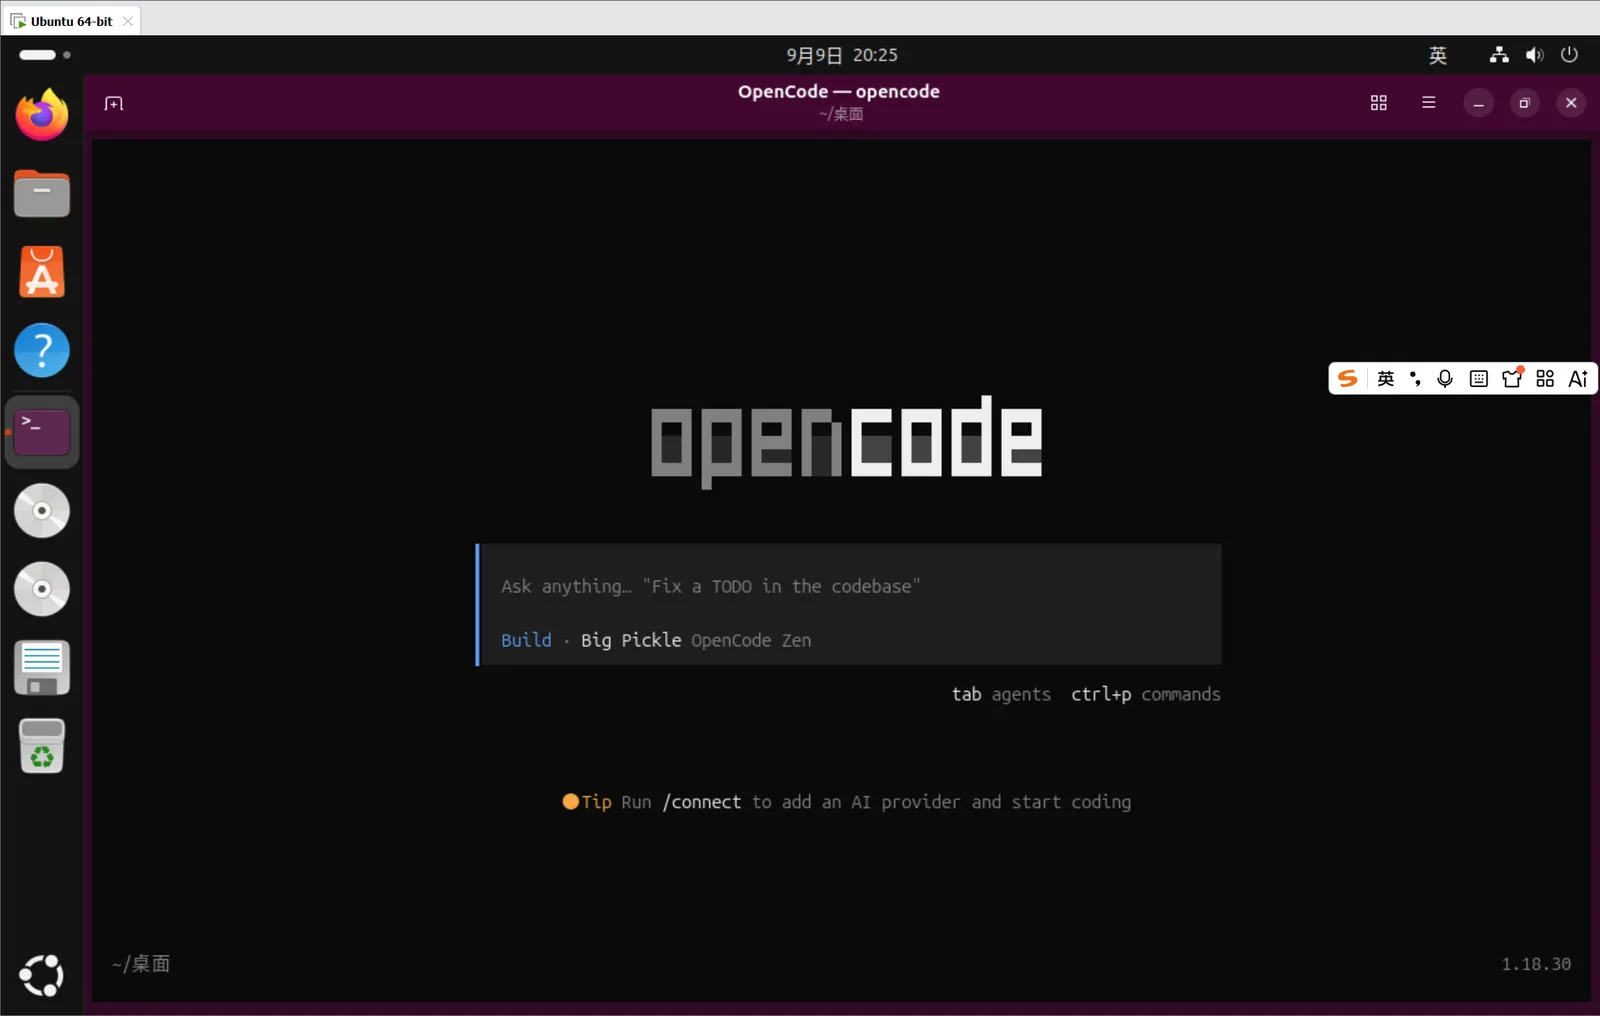 Ubuntu 64-bit
9月9日 20:25
英
OpenCode — opencode
~/桌面
英
opencode
Ask anything… "Fix a TODO in the codebase"
Build · Big Pickle OpenCode Zen
tab agents ctrl+p commands
Tip Run /connect to add an AI provider and start coding
~/桌面
1.18.30